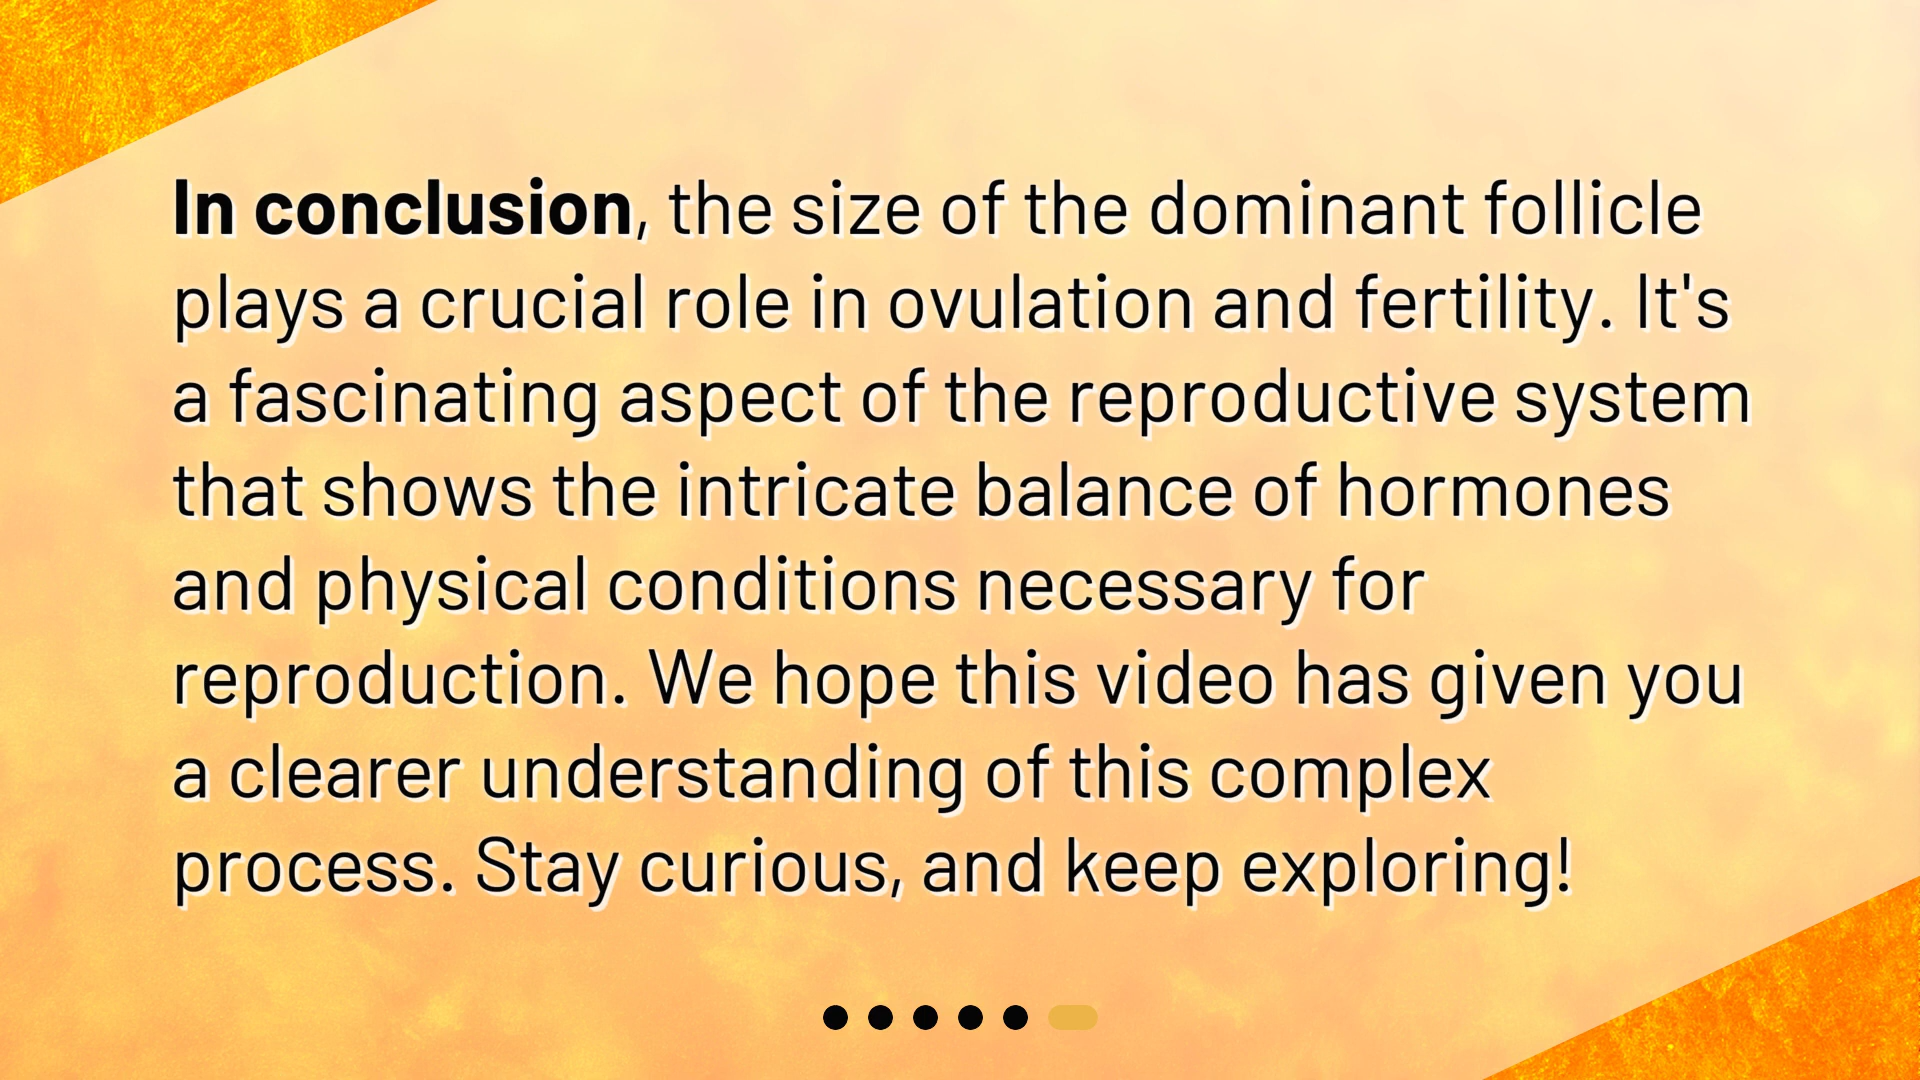 In conclusion, the size of the dominant follicle
plays a crucial role in ovulation and fertility. It's
a fascinating aspect of the reproductive system
that shows the intricate balance of hormones
and physical conditions necessary for
reproduction. We hope this video has given you
a clearer understanding of this complex
process. Stay curious, and keep exploring!